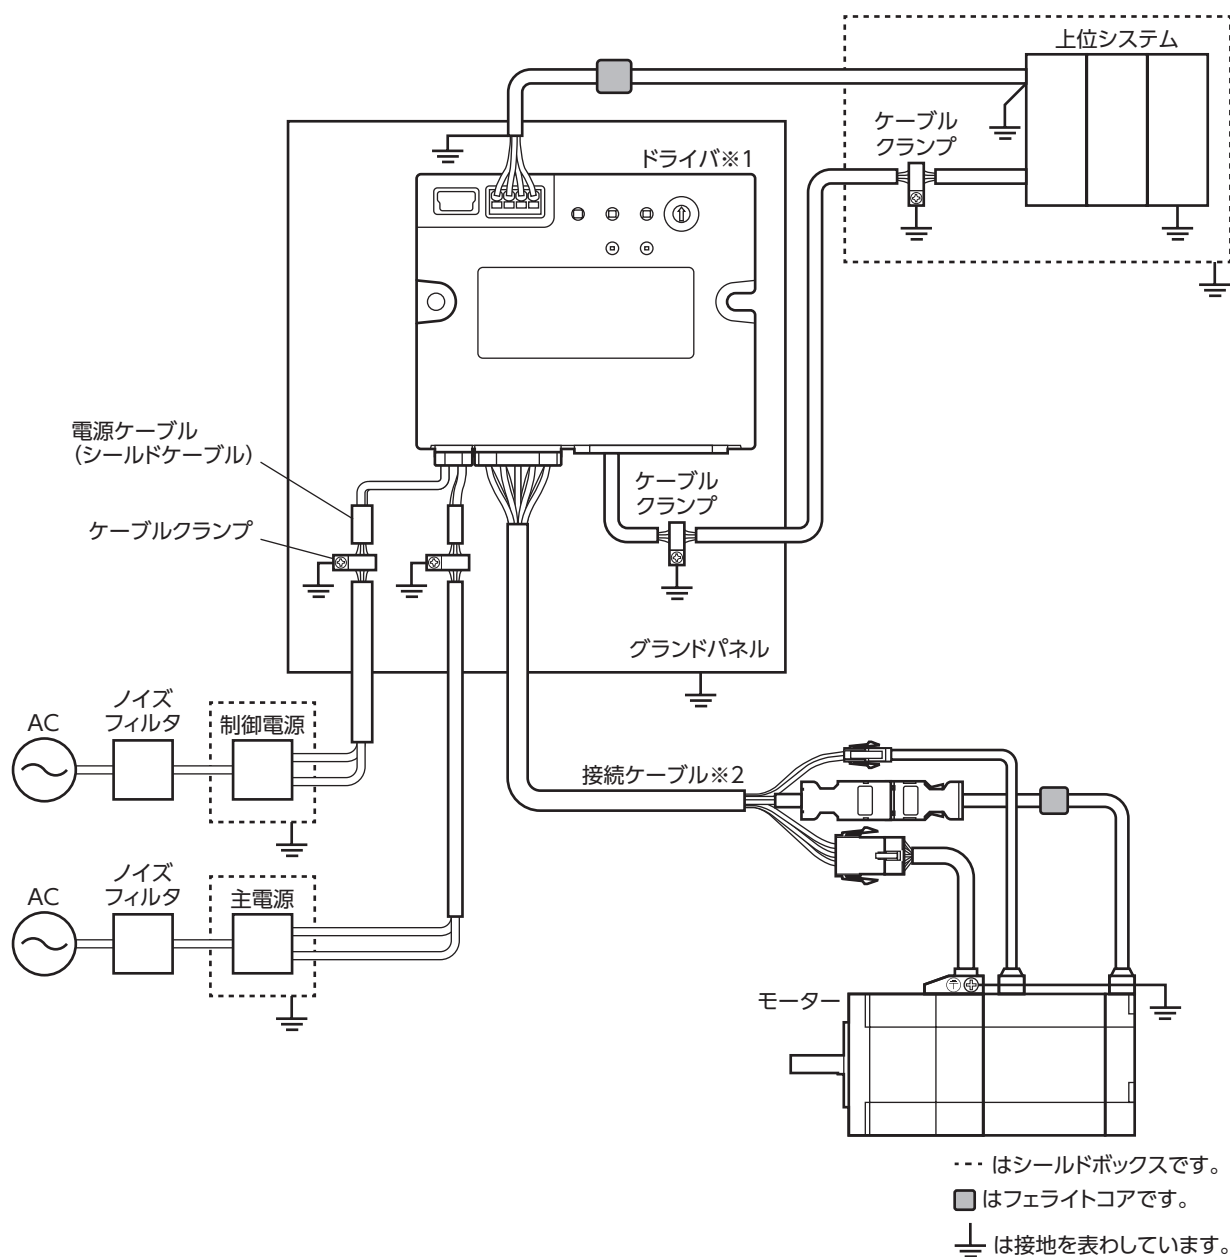 上位システム
ケーブル
クランプ
ドライバ※1
電源ケーブル
（シールドケーブル）
ケーブルクランプ
ケーブル
クランプ
グランドパネル
AC
ノイズ
フィルタ
制御電源
接続ケーブル※2
AC
ノイズ
フィルタ
主電源
モーター
はシールドボックスです。
はフェライトコアです。
は接地を表わしています。